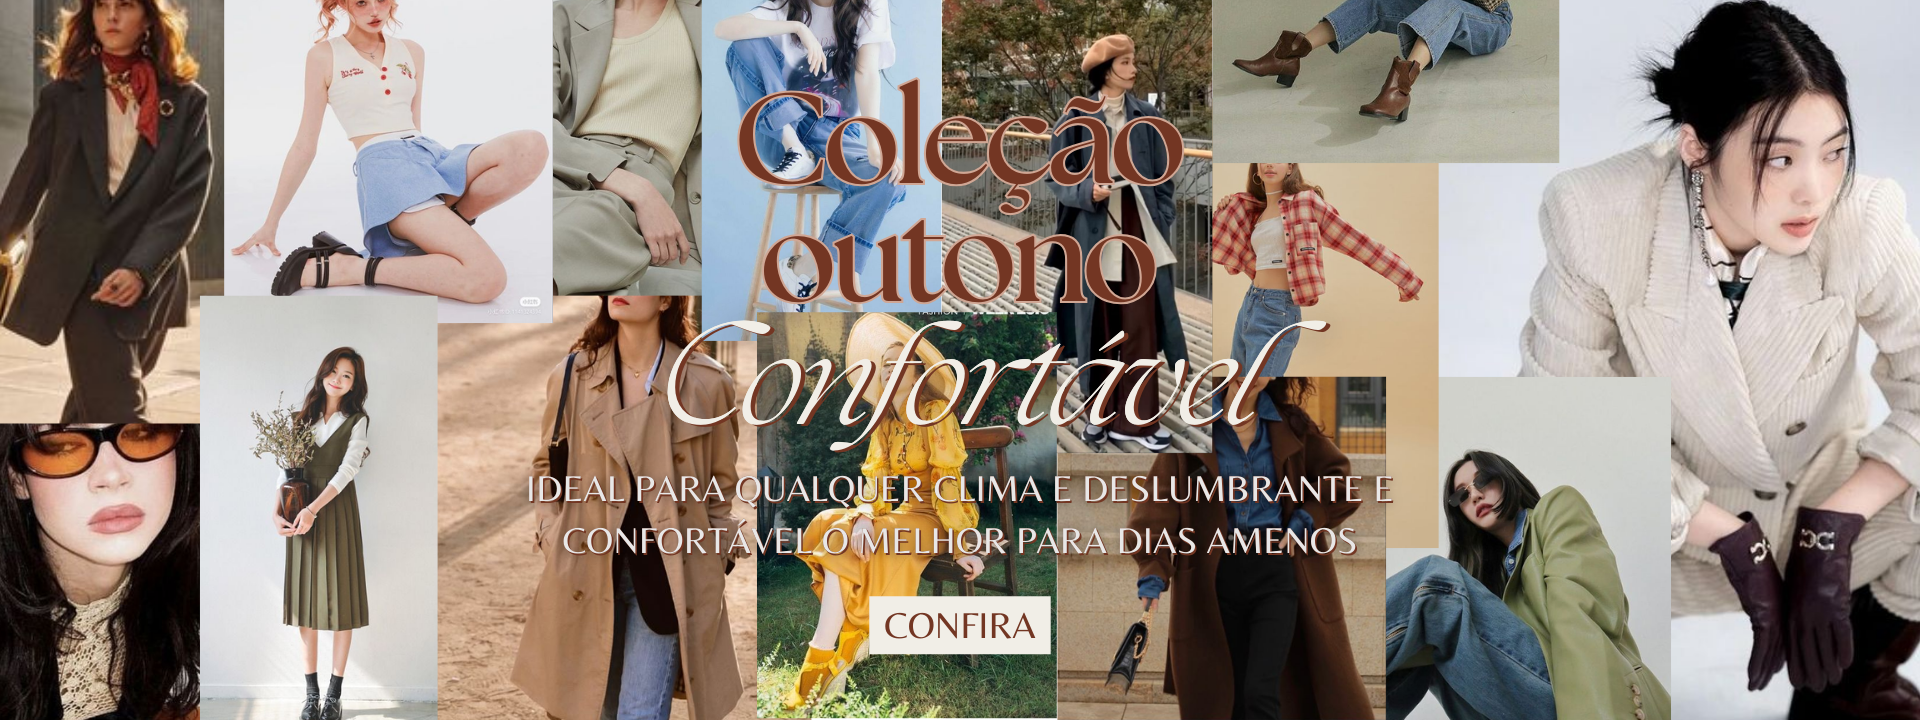 Coleção
outono
Confortável
IDEAL PARA QUALQUER CLIMA E DESLUMBRANTE E
CONFORTÁVEL O MELHOR PARA DIAS AMENOS
CONFIRA